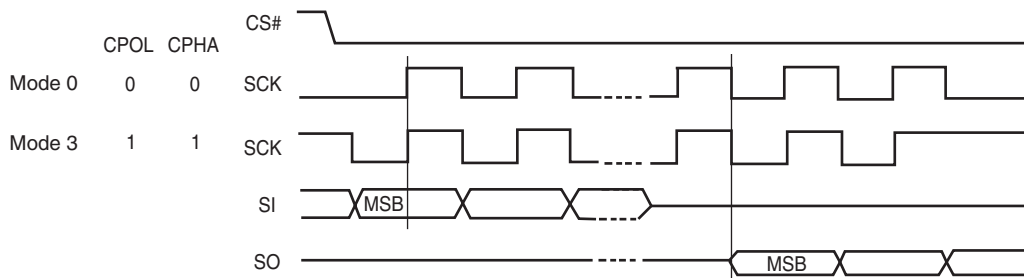 CS#
CPOL CPHA
Mode 0 0 0 SCK
Mode 3 1 1 SCK
SI MSB
SO MSB